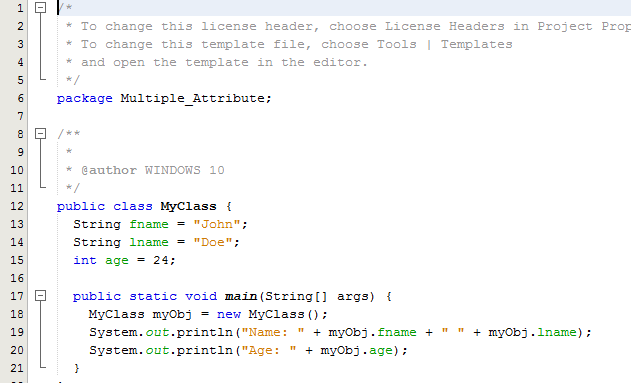 1 /*
2 * To change this license header, choose License Headers in Project Prop
3 * To change this template file, choose Tools | Templates
4 * and open the template in the editor.
5 */
6 package Multiple_Attribute;
7
8 /**
9 *
10 * @author WINDOWS 10
11 */
12 public class MyClass {
13 String fname = "John";
14 String lname = "Doe";
15 int age = 24;
16
17 public static void main(String[] args) {
18 MyClass myObj = new MyClass();
19 System.out.println("Name: " + myObj.fname + " " + myObj.lname);
20 System.out.println("Age: " + myObj.age);
21 }